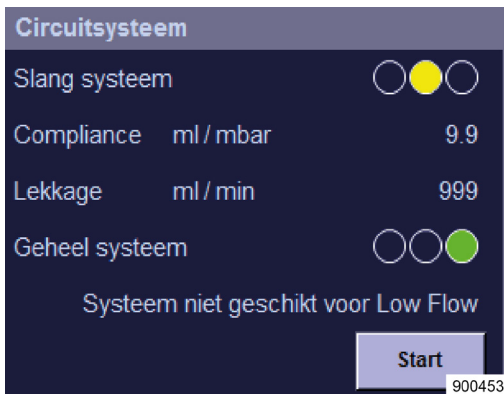 Circuitsysteem
Slang systeem
Compliance ml / mbar 9.9
Lekkage ml / min 999
Geheel systeem
Systeem niet geschikt voor Low Flow
Start
900453